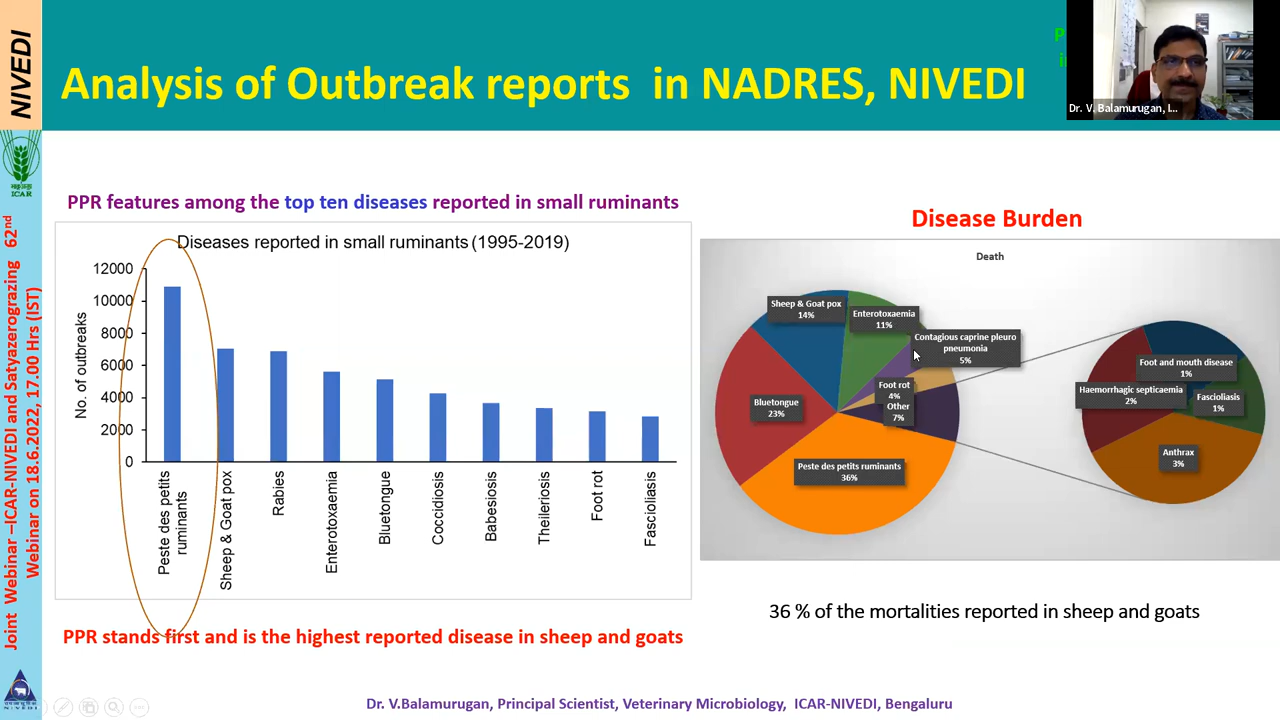 NIVEDI
ICAR
Joint Webinar –ICAR-NIVEDI and Satyazerograzing 62nd
Webinar on 18.6.2022, 17.00 Hrs (IST)
Analysis of Outbreak reports in NADRES, NIVEDI
Dr. V. Balamurugan, I...
PPR features among the top ten diseases reported in small ruminants
Diseases reported in small ruminants (1995-2019)
No. of outbreaks
12000
10000
8000
6000
4000
2000
0
Peste des petits
ruminants
Sheep & Goat pox
Rabies
Enterotoxaemia
Bluetongue
Coccidiosis
Babesiosis
Theileriosis
Foot rot
Fascioliasis
PPR stands first and is the highest reported disease in sheep and goats
Disease Burden
Death
Sheep & Goat pox
14%
Enterotoxaemia
11%
Contagious caprine pleuro
pneumonia
5%
Foot rot
4%
Other
7%
Bluetongue
23%
Peste des petits ruminants
36%
Foot and mouth disease
1%
Haemorrhagic septicaemia
2%
Fascioliasis
1%
Anthrax
3%
36 % of the mortalities reported in sheep and goats
Dr. V.Balamurugan, Principal Scientist, Veterinary Microbiology, ICAR-NIVEDI, Bengaluru